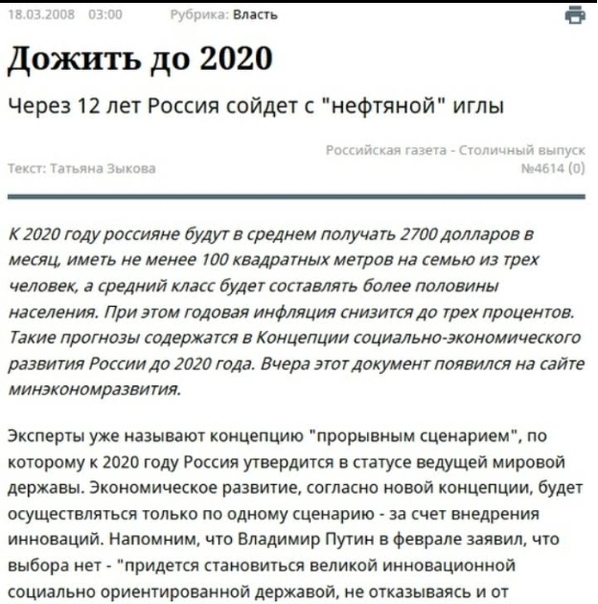 18.03.2008 03:00 Рубрика: Власть
Дожить до 2020
Через 12 лет Россия сойдет с "нефтяной" иглы
Российская газета - Столичный выпуск
Текст: Татьяна Зыкова №4614 (0)
К 2020 году россияне будут в среднем получать 2700 долларов в
месяц, иметь не менее 100 квадратных метров на семью из трех
человек, а средний класс будет составлять более половины
населения. При этом годовая инфляция снизится до трех процентов.
Такие прогнозы содержатся в Концепции социально-экономического
развития России до 2020 года. Вчера этот документ появился на сайте
минэкономразвития.
Эксперты уже называют концепцию "прорывным сценарием", по
которому к 2020 году Россия утвердится в статусе ведущей мировой
державы. Экономическое развитие, согласно новой концепции, будет
осуществляться только по одному сценарию - за счет внедрения
инноваций. Напомним, что Владимир Путин в феврале заявил, что
выбора нет - "придется становиться великой инновационной
социально ориентированной державой, не отказываясь и от